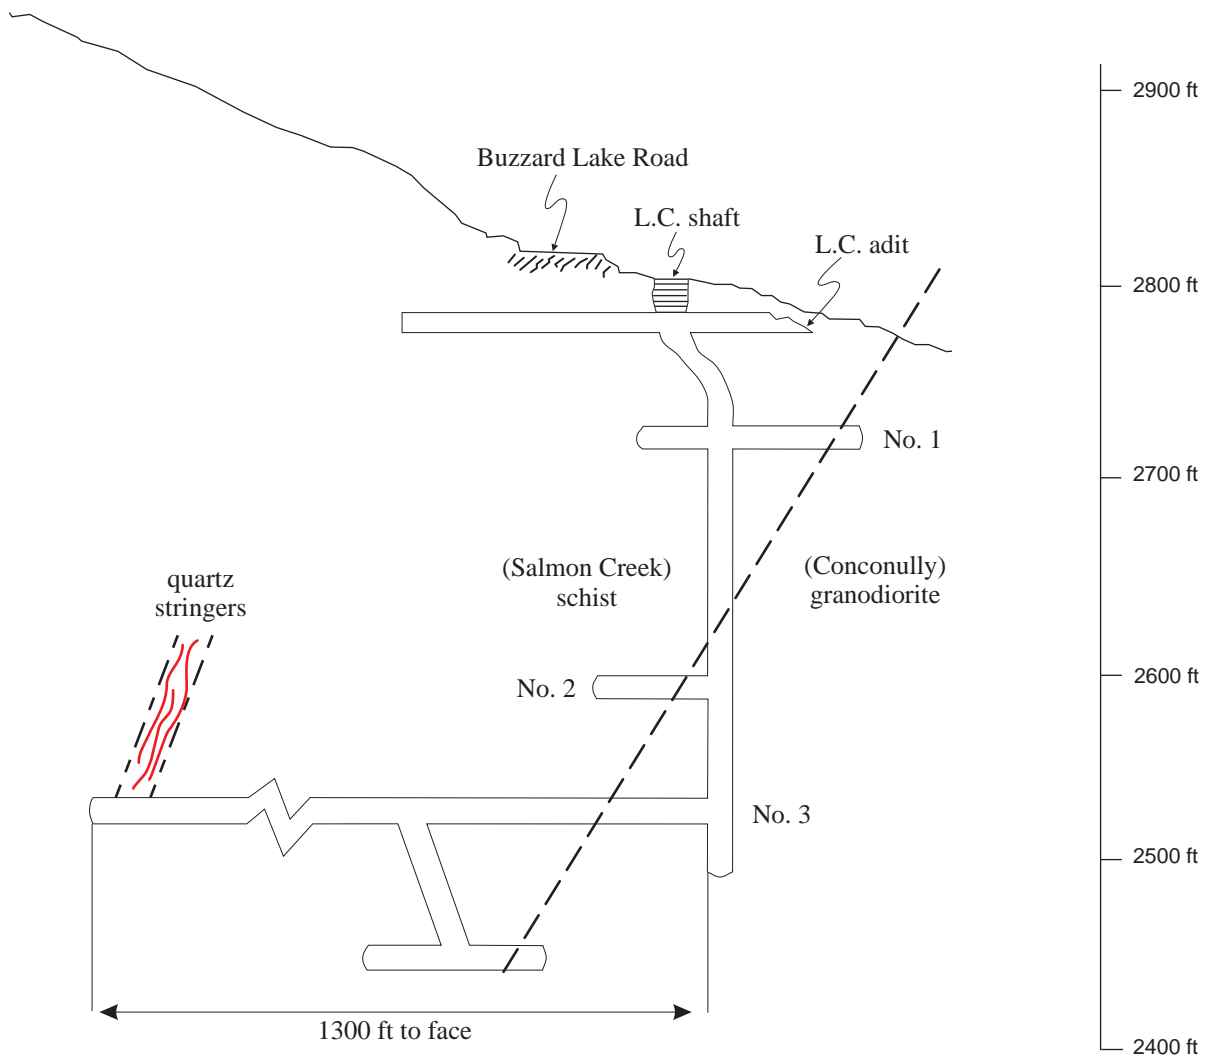 2900 ft
Buzzard Lake Road
L.C. shaft
L.C. adit
2800 ft
No. 1
2700 ft
(Salmon Creek)
schist
(Conconully)
granodiorite
quartz
stringers
2600 ft
No. 2
No. 3
2500 ft
1300 ft to face
2400 ft